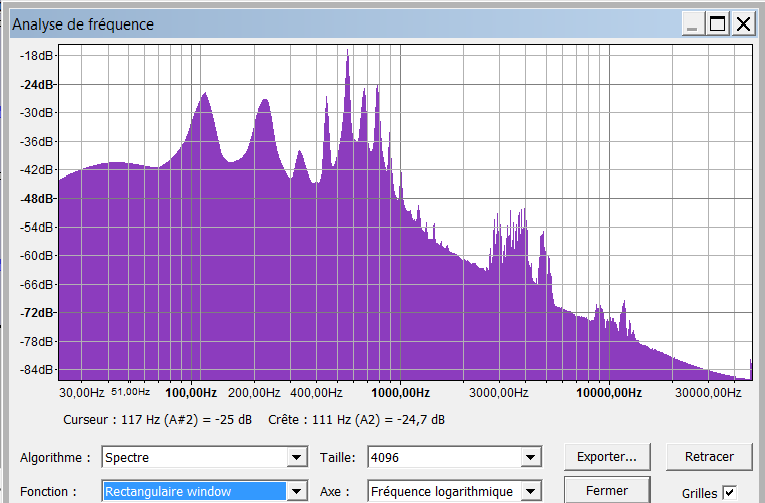 Analyse de fréquence
-18dB
-24dB
-30dB
-36dB
-42dB
-48dB
-54dB
-60dB
-66dB
-72dB
-78dB
-84dB
30,00Hz 51,00Hz 100,00Hz 200,00Hz 400,00Hz 1000,00Hz 3000,00Hz 10000,00Hz 30000,00Hz
Curseur : 117 Hz (A#2) = -25 dB Crête : 111 Hz (A2) = -24,7 dB
Algorithme : Spectre Taille: 4096 Exporter... Retracer
Fonction : Rectangulaire window Axe : Fréquence logarithmique Fermer Grilles